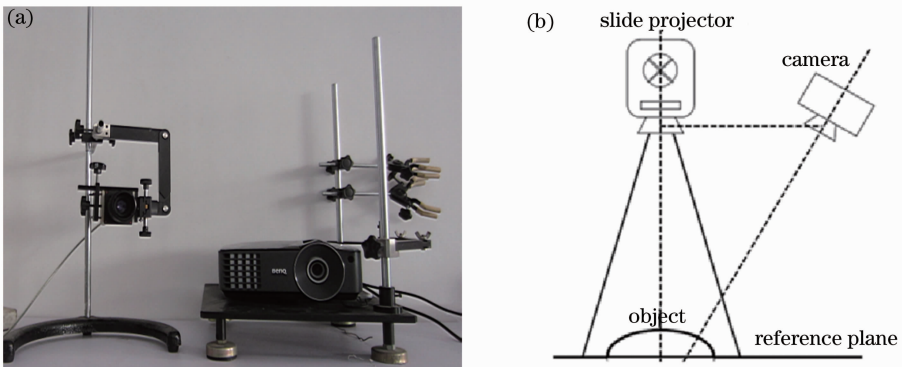 (a)
BenQ
(b)
slide projector
camera
object
reference plane